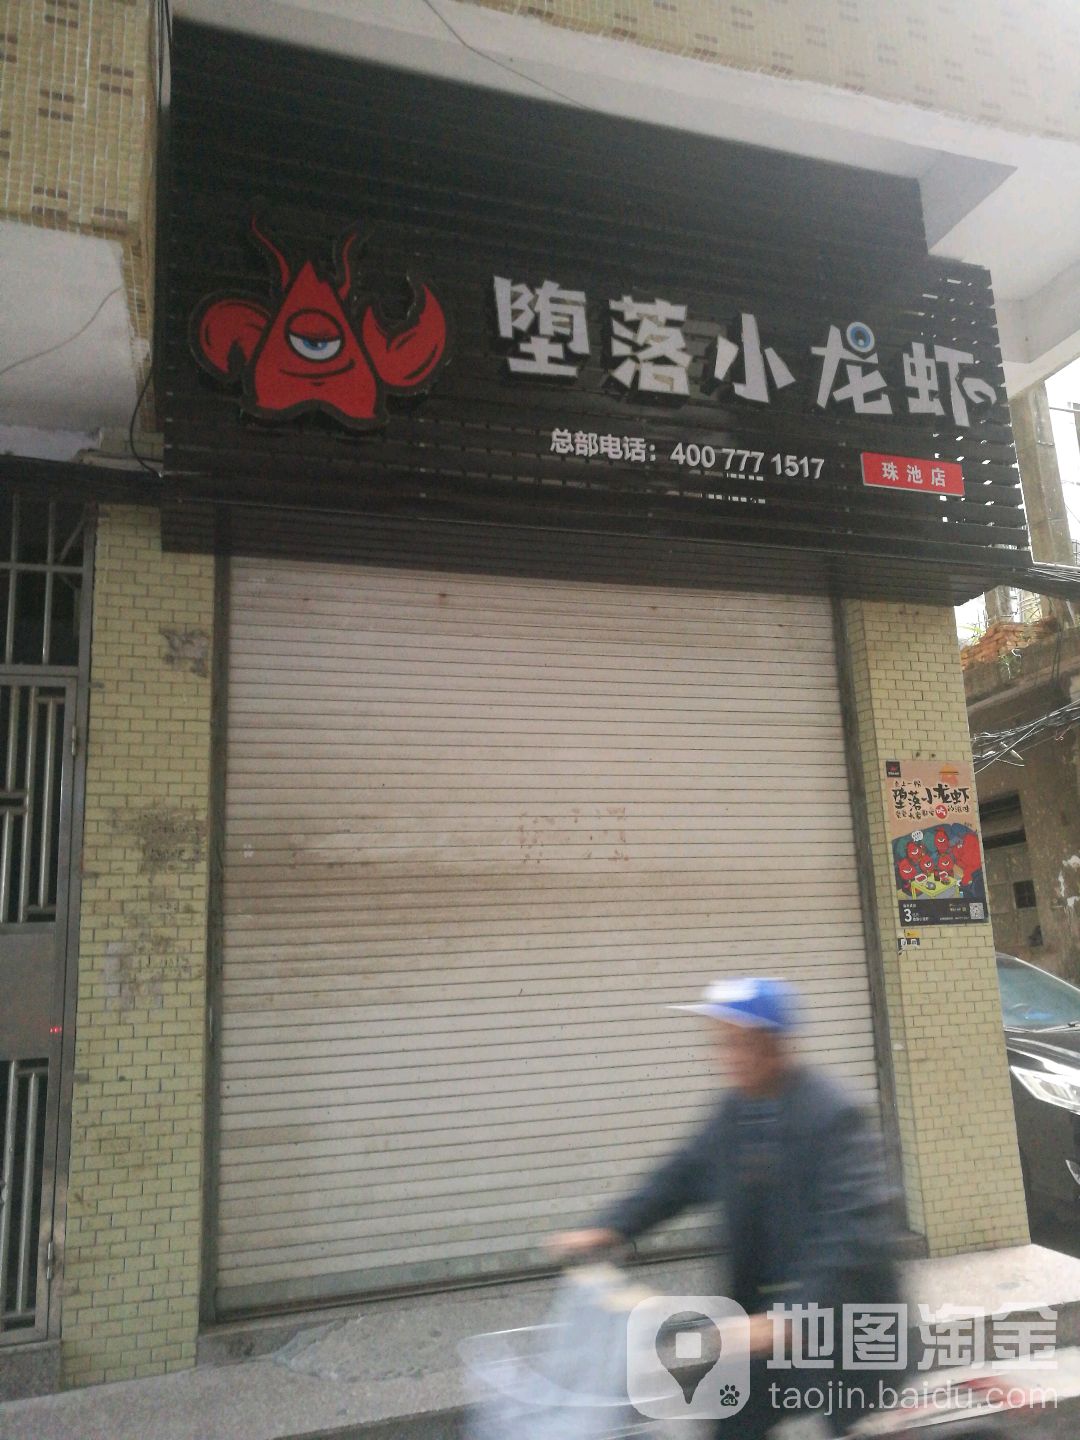 堕落小龙虾
总部电话：400 777 1517
珠池店
堕落小龙虾
3
地图淘金
taojin.baidu.com